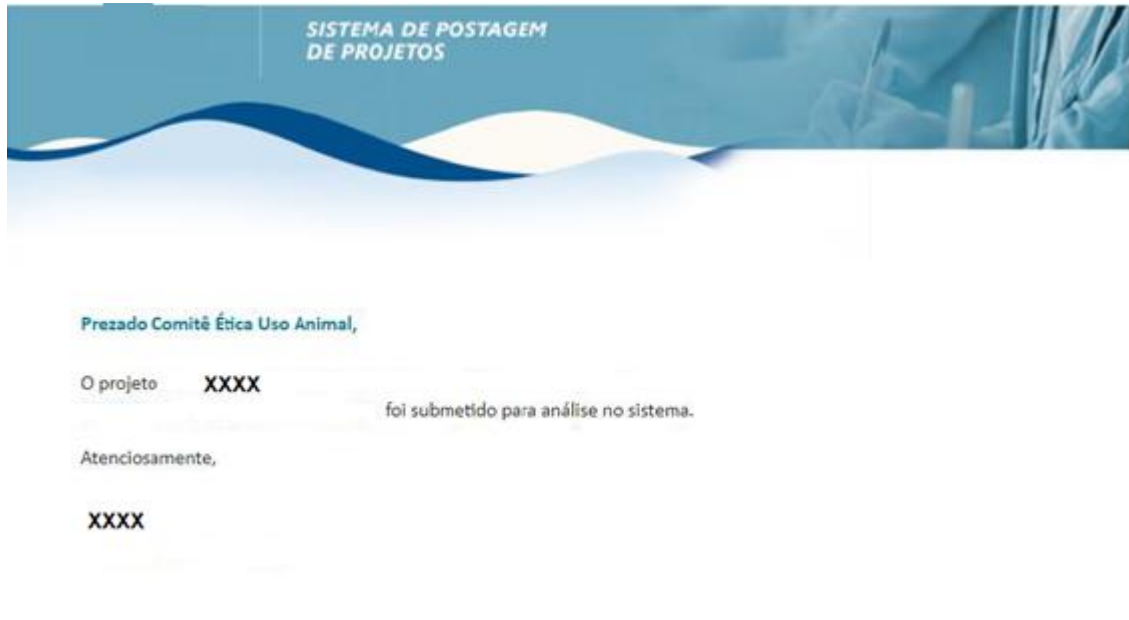 SISTEMA DE POSTAGEM
DE PROJETOS
Prezado Comitê Ética Uso Animal,
O projeto XXXX
foi submetido para análise no sistema.
Atenciosamente,
XXXX